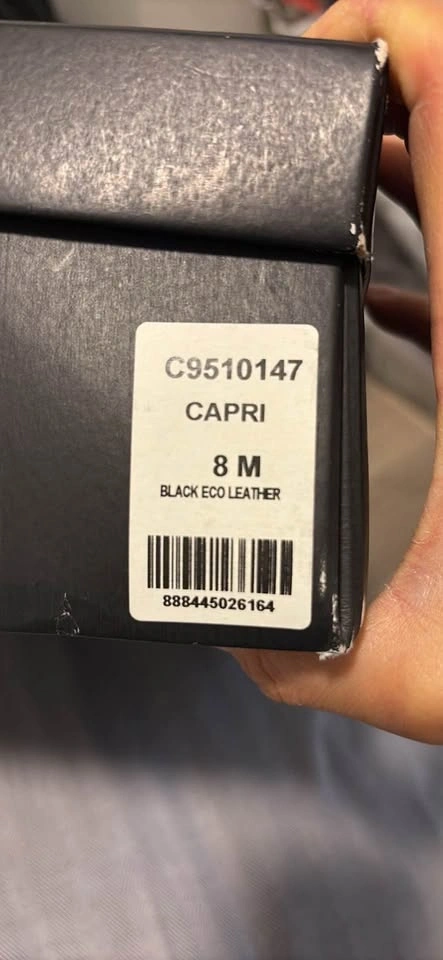 C9510147
CAPRI
8 M
BLACK ECO LEATHER
888445026164